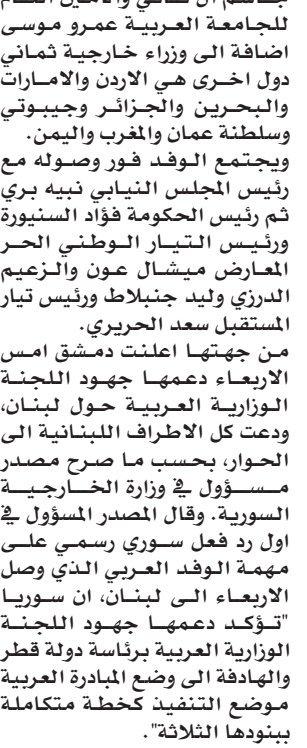 جاسم آل ثاني والامين العام
للجامعة العربية عمرو موسى
اضافة الى وزراء خارجية ثماني
دول اخرى هي الاردن والامارات
والبحرين والجزائر وجيبوتي
وسلطنة عمان والمغرب واليمن.
ويجتمع الوفد فور وصوله مع
رئيس المجلس النيابي نبيه بري
ثم رئيس الحكومة فؤاد السنيورة
ورئيس التيار الوطني الحر
المعارض ميشال عون والزعيم
الدرزي وليد جنبلاط ورئيس تيار
المستقبل سعد الحريري.
من جهتها اعلنت دمشق امس
الاربعاء دعمها جهود اللجنة
الوزارية العربية حول لبنان،
ودعت كل الاطراف اللبنانية الى
الحوار، بحسب ما صرح مصدر
مسؤول في وزارة الخارجية
السورية. وقال المصدر المسؤول في
اول رد فعل سوري رسمي على
مهمة الوفد العربي الذي وصل
الاربعاء الى لبنان، ان سوريا
"تؤكد دعمها جهود اللجنة
الوزارية العربية برئاسة دولة قطر
والهادفة الى وضع المبادرة العربية
موضع التنفيذ كخطة متكاملة
ببنودها الثلاثة".